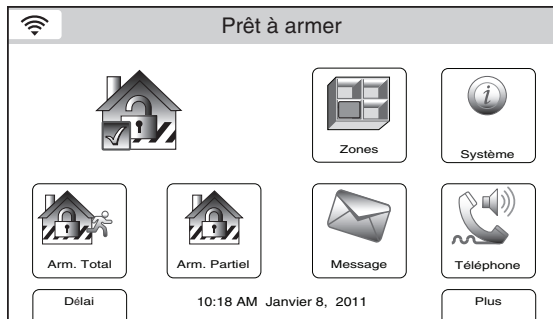 Prêt à armer
Zones
Système
Arm. Total
Arm. Partiel
Message
Téléphone
Délai
10:18 AM Janvier 8, 2011
Plus